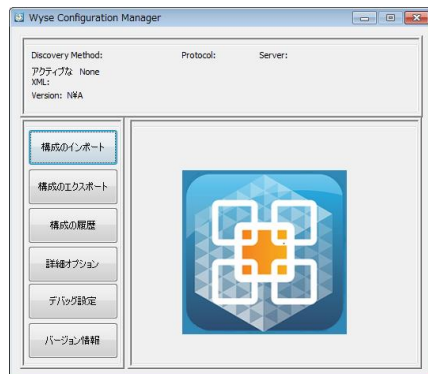 Wyse Configuration Manager
Discovery Method: Protocol: Server:
アクティブな None
XML:
Version: N¥A
構成のインポート
構成のエクスポート
構成の履歴
詳細オプション
デバッグ設定
バージョン情報